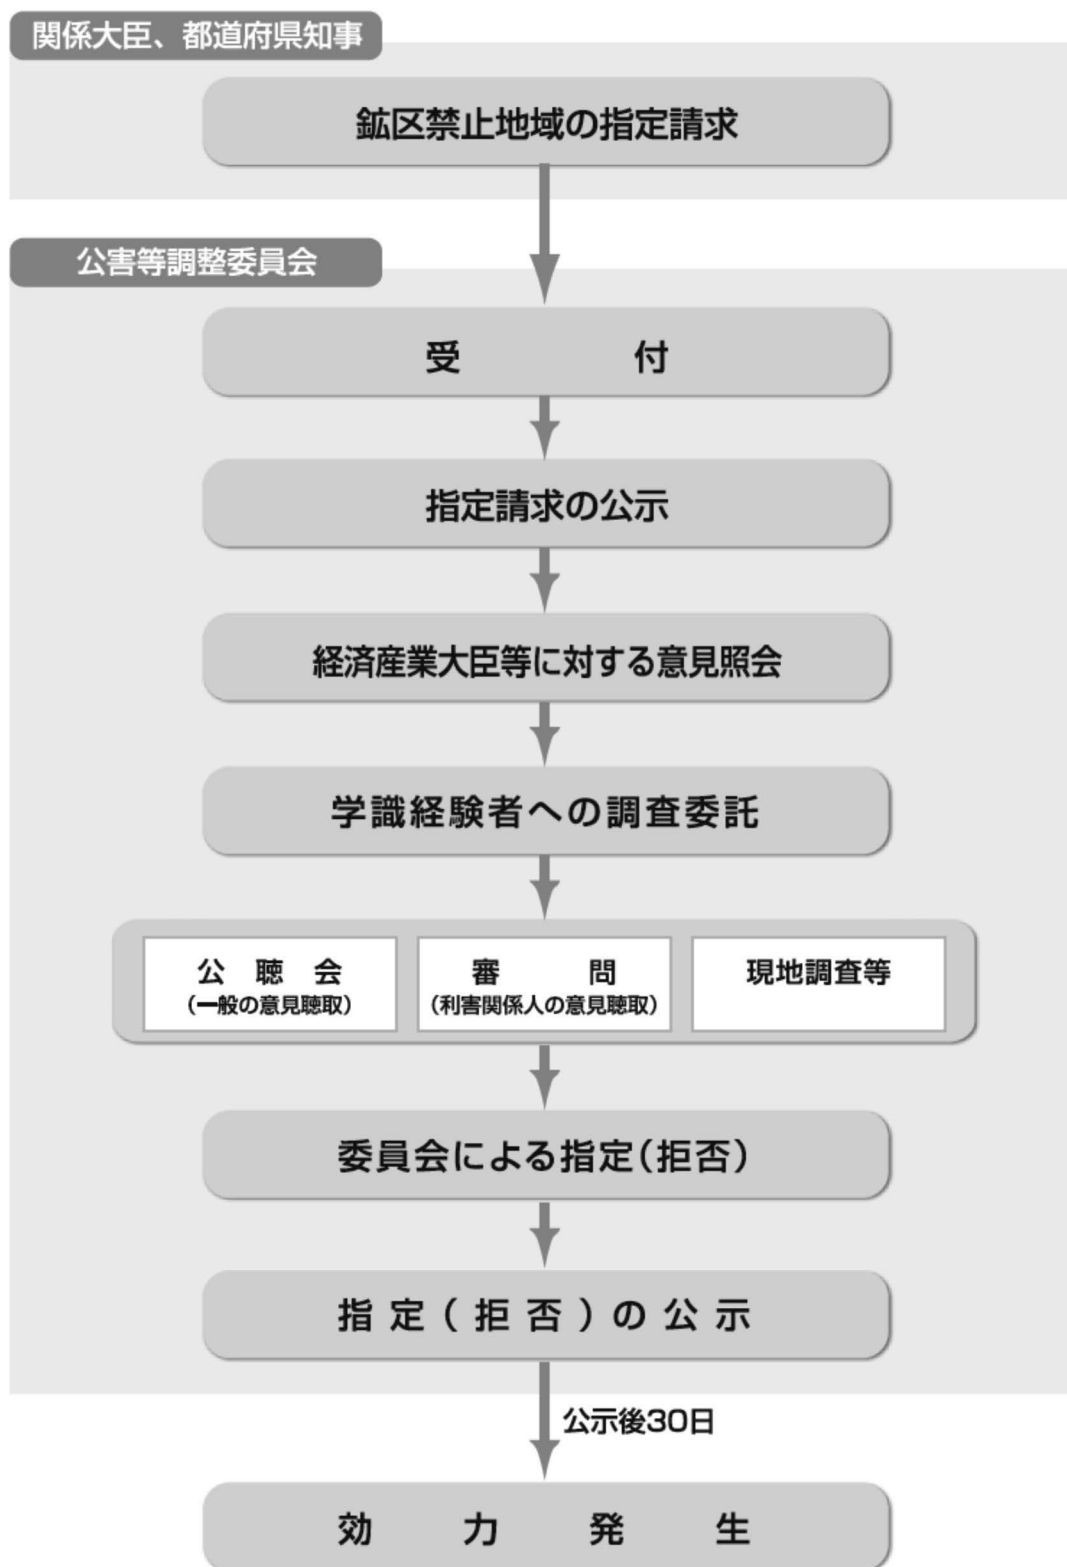 関係大臣、都道府県知事
鉱区禁止地域の指定請求
公害等調整委員会
受付
指定請求の公示
経済産業大臣等に対する意見照会
学識経験者への調査委託
公聴会
(一般の意見聴取)
審問
(利害関係人の意見聴取)
現地調査等
委員会による指定(拒否)
指定(拒否)の公示
公示後30日
効力発生